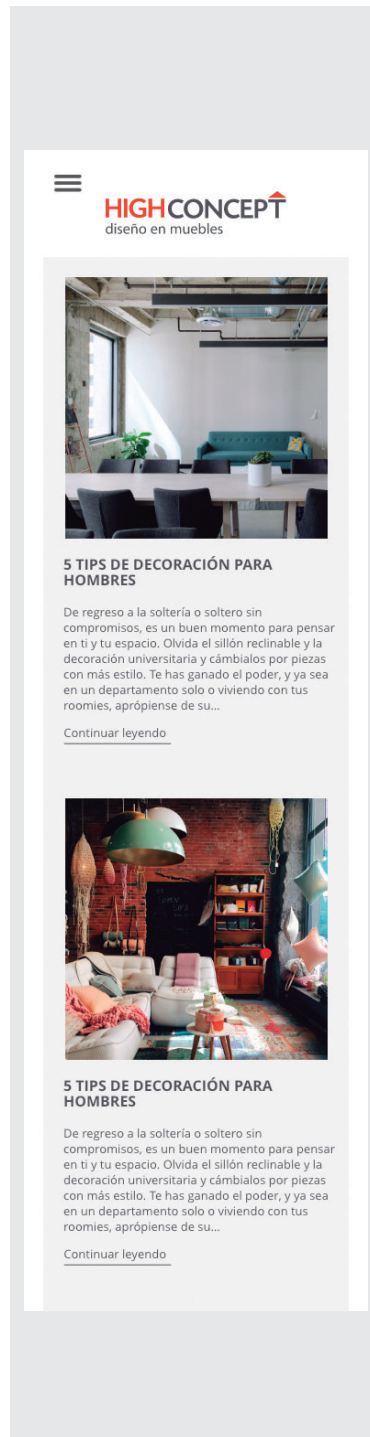 HIGHCONCEPT
diseño en muebles
5 TIPS DE DECORACIÓN PARA
HOMBRES
De regreso a la soltería o soltero sin
compromisos, es un buen momento para pensar
en ti y tu espacio. Olvida el sillón reclinable y la
decoración universitaria y cámbialos por piezas
con más estilo. Te has ganado el poder, y ya sea
en un departamento solo o viviendo con tus
roomies, aprópiense de su...
Continuar leyendo
5 TIPS DE DECORACIÓN PARA
HOMBRES
De regreso a la soltería o soltero sin
compromisos, es un buen momento para pensar
en ti y tu espacio. Olvida el sillón reclinable y la
decoración universitaria y cámbialos por piezas
con más estilo. Te has ganado el poder, y ya sea
en un departamento solo o viviendo con tus
roomies, aprópiense de su...
Continuar leyendo